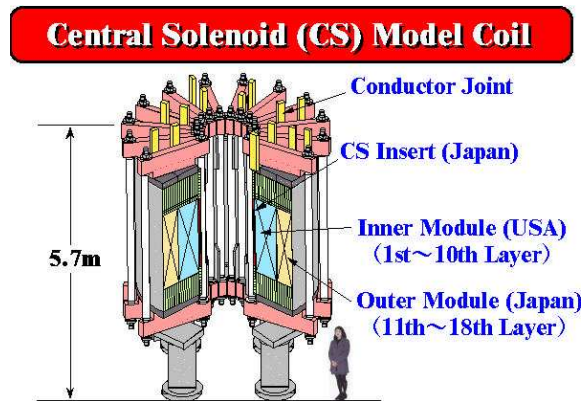 Central Solenoid (CS) Model Coil
Conductor Joint
CS Insert (Japan)
5.7m
Inner Module (USA)
(1st～10th Layer)
Outer Module (Japan)
(11th～18th Layer)